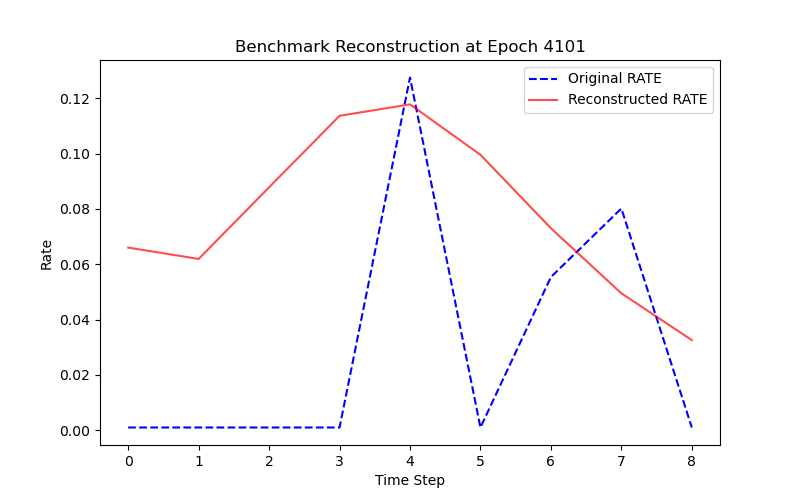 Benchmark Reconstruction at Epoch 4101
Original RATE
Reconstructed RATE
0.12
0.10
0.08
0.06
0.04
0.02
0.00
Rate
0 1 2 3 4 5 6 7 8
Time Step